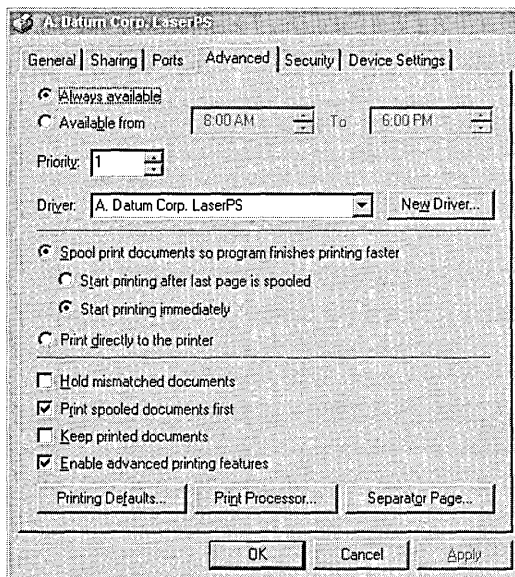 A. Datum Corp. LaserPS
General Sharing Ports Advanced Security Device Settings
Always available
Available from 8:00 AM To 6:00 PM
Priority: 1
Driver: A. Datum Corp. LaserPS New Driver...
Spool print documents so program finishes printing faster
Start printing after last page is spooled
Start printing immediately
Print directly to the printer
Hold mismatched documents
Print spooled documents first
Keep printed documents
Enable advanced printing features
Printing Defaults... Print Processor... Separator Page...
OK Cancel Apply